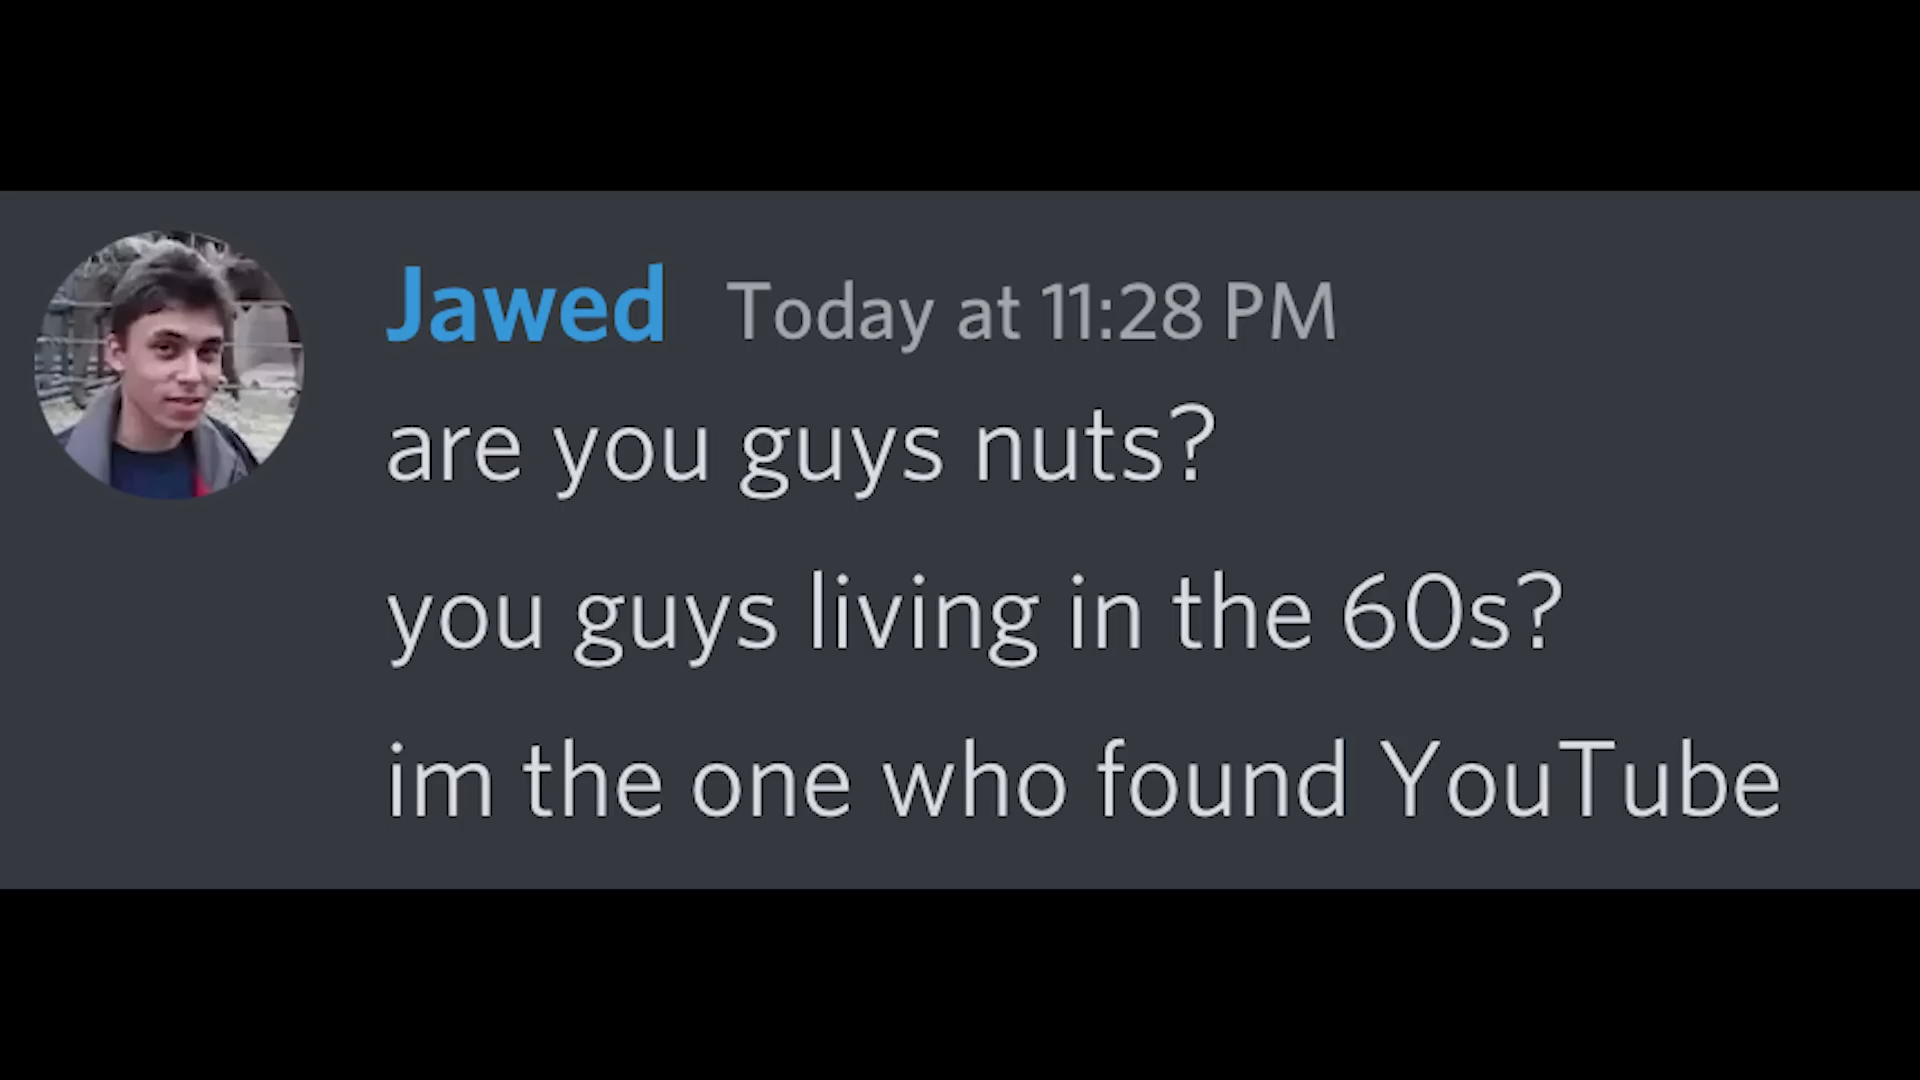 Jawed Today at 11:28 PM
are you guys nuts?
you guys living in the 60s?
im the one who found YouTube